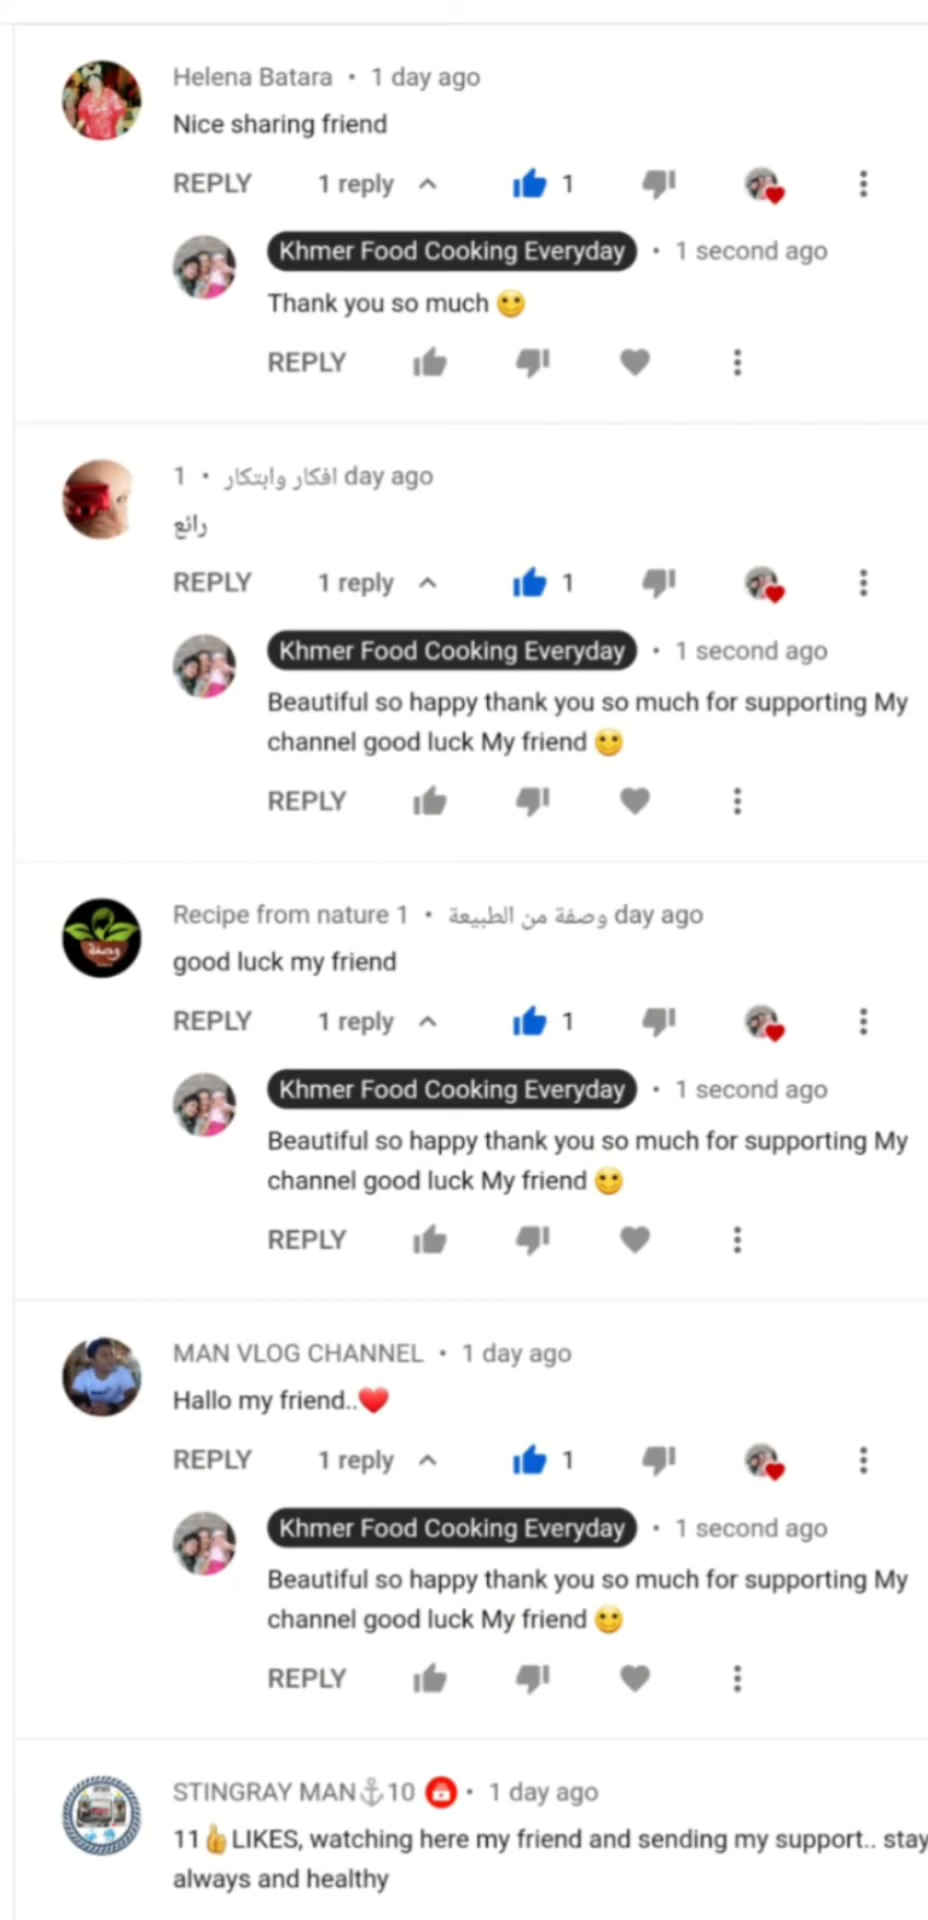 Helena Batara • 1 day ago
Nice sharing friend
REPLY 1 reply 1
Khmer Food Cooking Everyday • 1 second ago
Thank you so much 🙂
REPLY
1 • افكار وابتكار day ago
رائع
REPLY 1 reply 1
Khmer Food Cooking Everyday • 1 second ago
Beautiful so happy thank you so much for supporting My
channel good luck My friend 🙂
REPLY
Recipe from nature 1 • وصفة من الطبيعة day ago
good luck my friend
REPLY 1 reply 1
Khmer Food Cooking Everyday • 1 second ago
Beautiful so happy thank you so much for supporting My
channel good luck My friend 🙂
REPLY
MAN VLOG CHANNEL • 1 day ago
Hallo my friend..❤️
REPLY 1 reply 1
Khmer Food Cooking Everyday • 1 second ago
Beautiful so happy thank you so much for supporting My
channel good luck My friend 🙂
REPLY
STINGRAY MAN⚓10 • 1 day ago
11👍LIKES, watching here my friend and sending my support.. stay
always and healthy